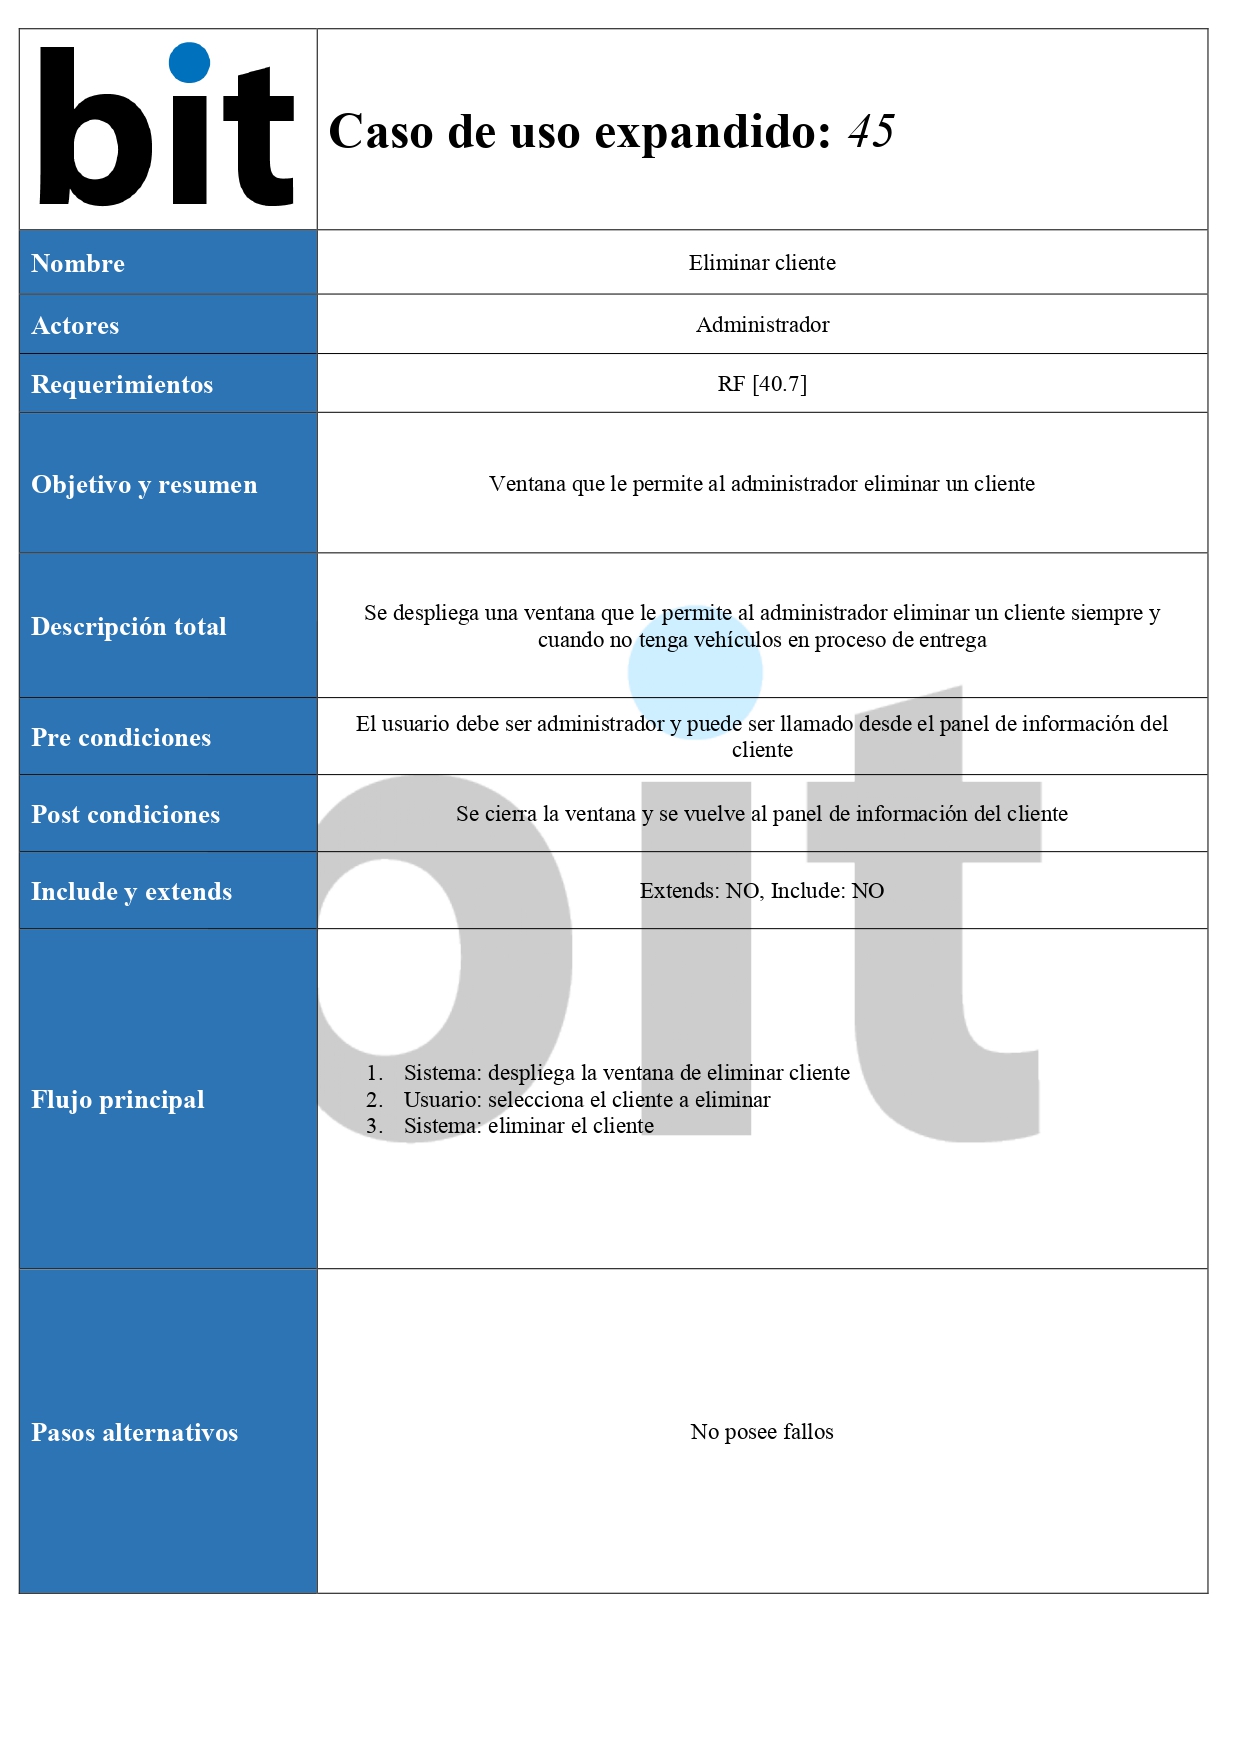 bit
Caso de uso expandido: 45
Nombre
Eliminar cliente
Actores
Administrador
Requerimientos
RF [40.7]
Objetivo y resumen
Ventana que le permite al administrador eliminar un cliente
Descripción total
Se despliega una ventana que le permite al administrador eliminar un cliente siempre y
cuando no tenga vehículos en proceso de entrega
Pre condiciones
El usuario debe ser administrador y puede ser llamado desde el panel de información del
cliente
Post condiciones
Se cierra la ventana y se vuelve al panel de información del cliente
Include y extends
Extends: NO, Include: NO
Flujo principal
1. Sistema: despliega la ventana de eliminar cliente
2. Usuario: selecciona el cliente a eliminar
3. Sistema: eliminar el cliente
Pasos alternativos
No posee fallos
bit